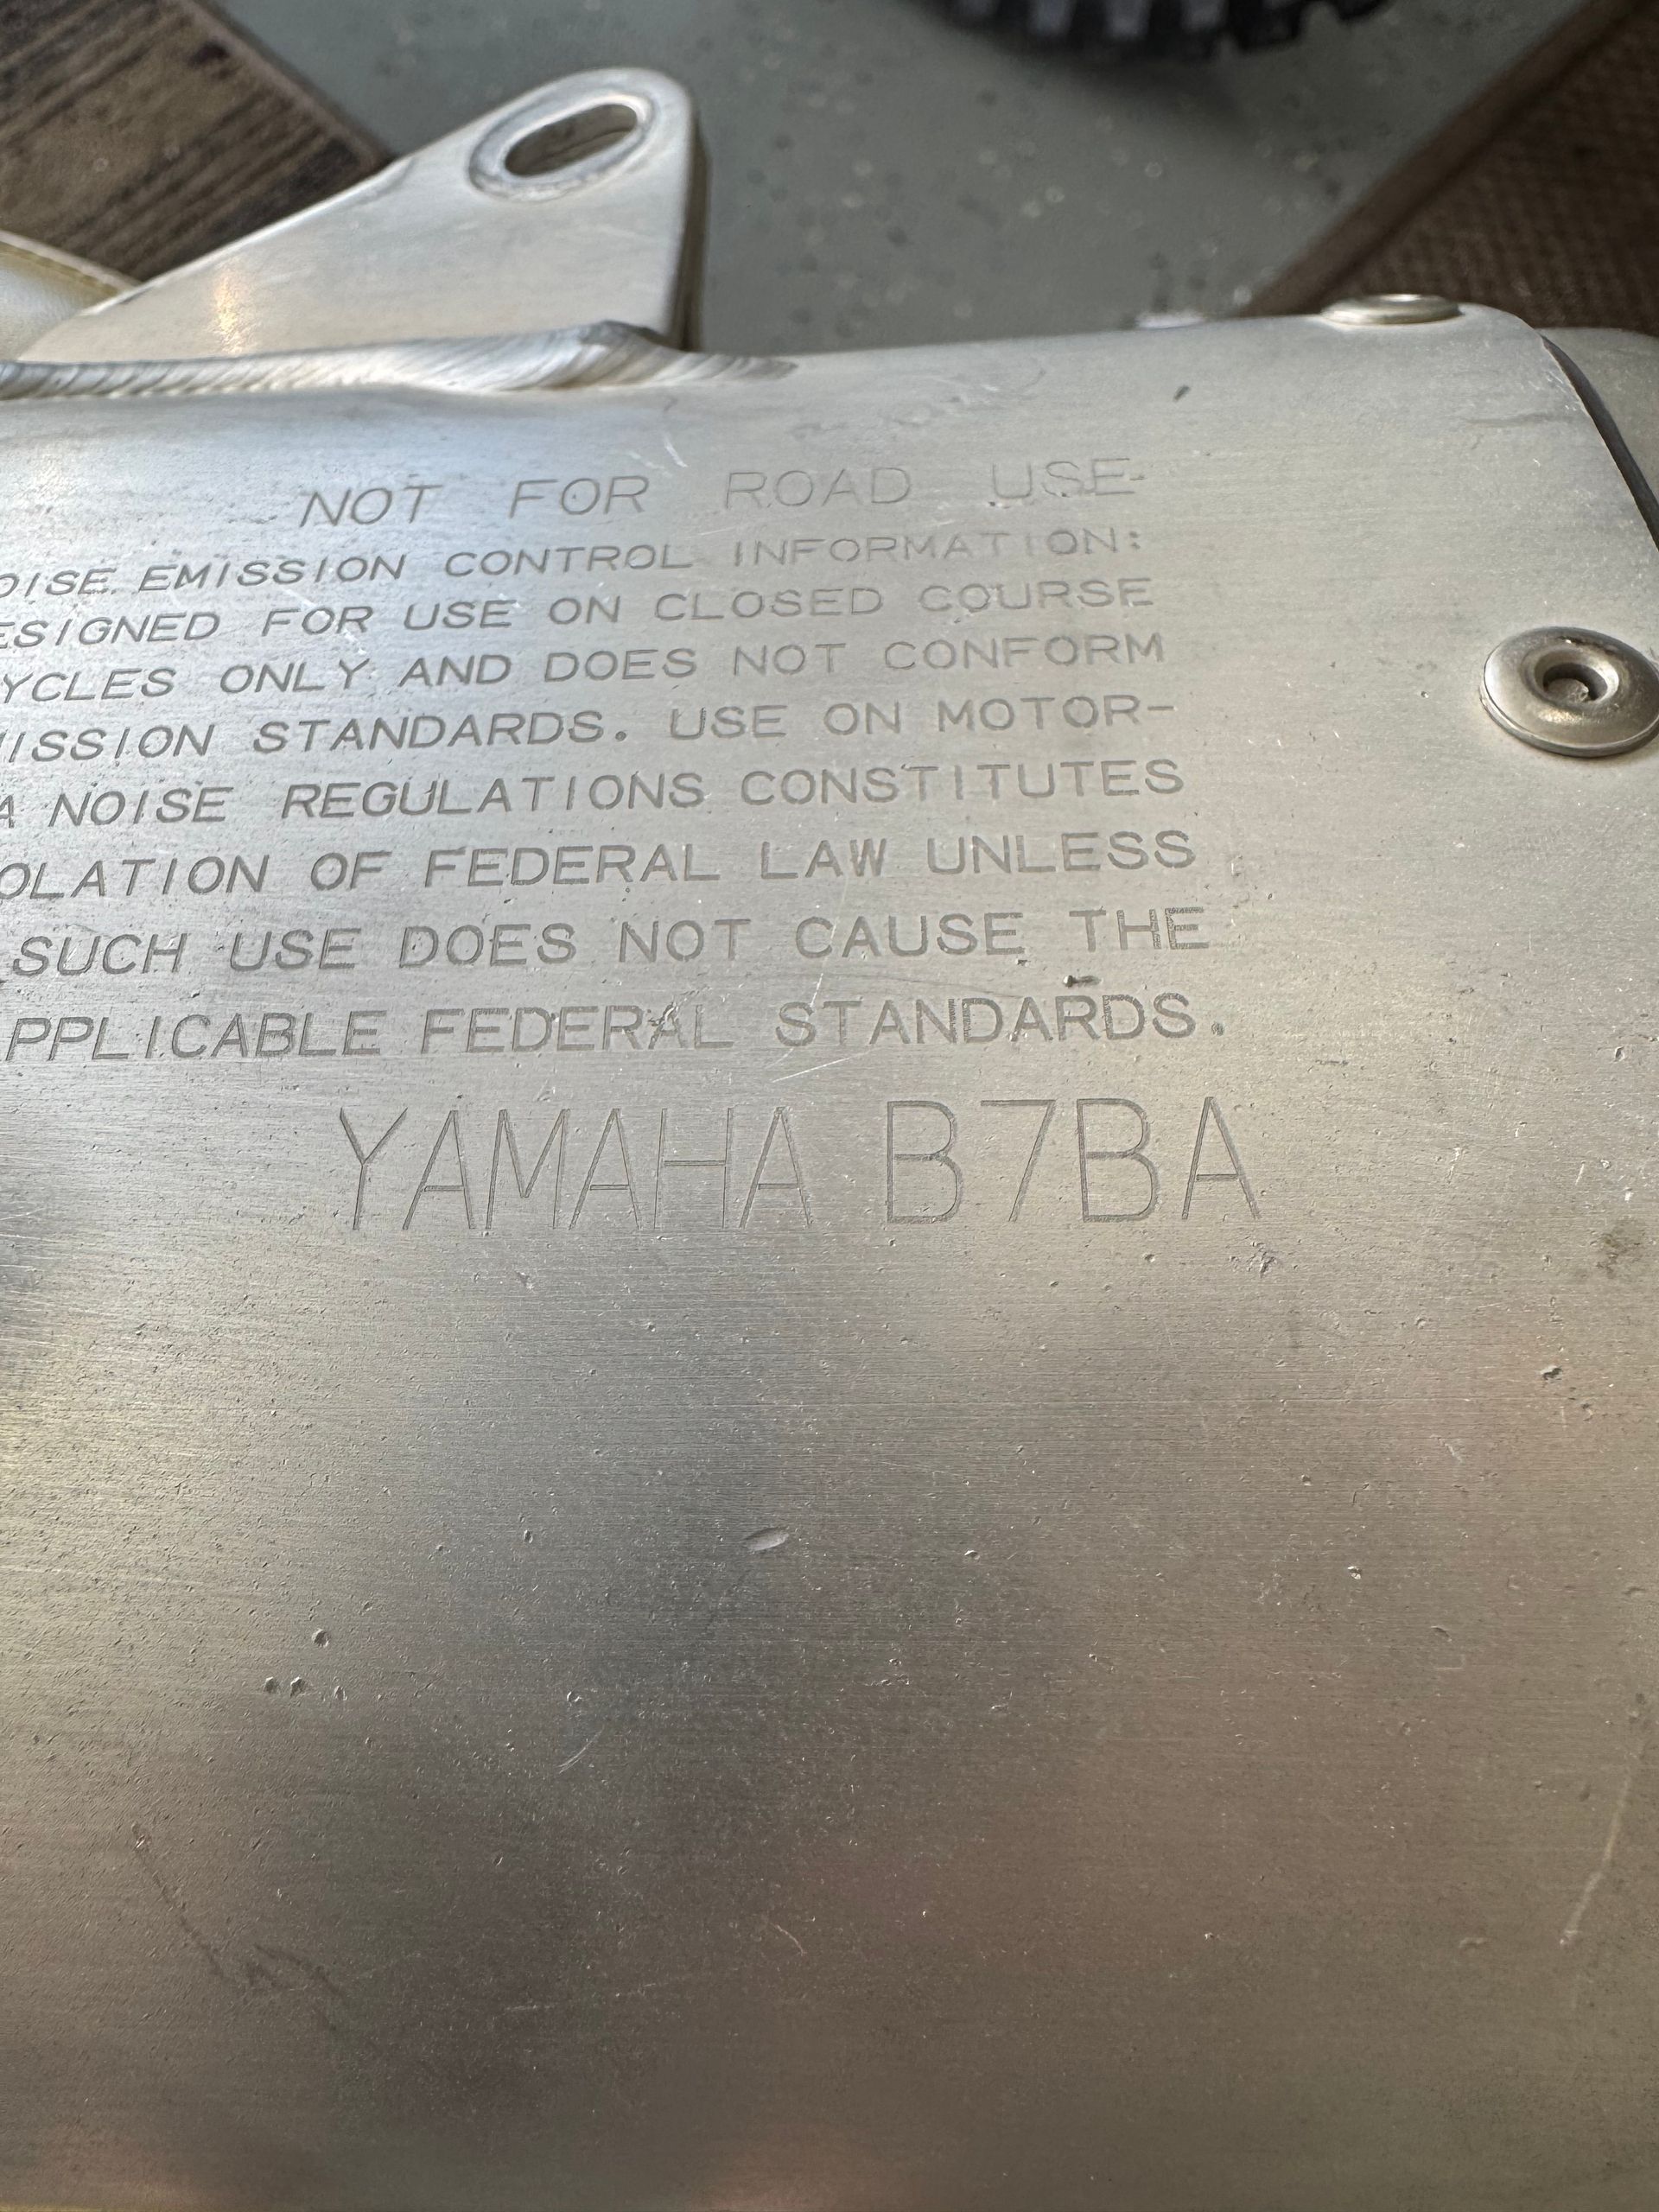 NOT FOR ROAD USE
OISE EMISSION CONTROL INFORMATION:
ESIGNED FOR USE ON CLOSED COURSE
YCLES ONLY AND DOES NOT CONFORM
ISSION STANDARDS. USE ON MOTOR-
A NOISE REGULATIONS CONSTITUTES
OLATION OF FEDERAL LAW UNLESS
SUCH USE DOES NOT CAUSE THE
PPLICABLE FEDERAL STANDARDS.
YAMAHA B7BA